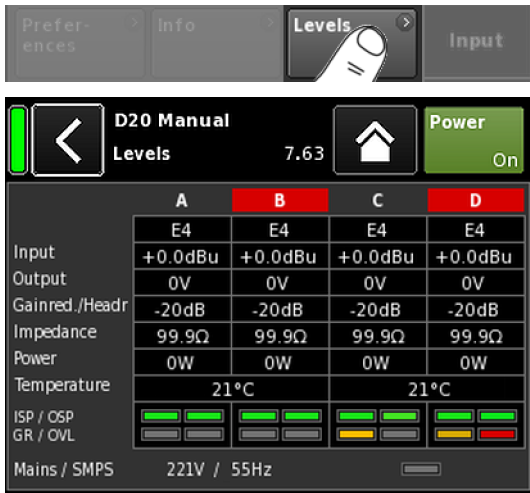 Prefer-
ences
Info
Levels
Input
D20 Manual
Levels 7.63
Power
On
A B C D
E4 E4 E4 E4
Input +0.0dBu +0.0dBu +0.0dBu +0.0dBu
Output 0V 0V 0V 0V
Gainred./Headr -20dB -20dB -20dB -20dB
Impedance 99.9Ω 99.9Ω 99.9Ω 99.9Ω
Power 0W 0W 0W 0W
Temperature 21°C 21°C
ISP / OSP
GR / OVL
Mains / SMPS 221V / 55Hz